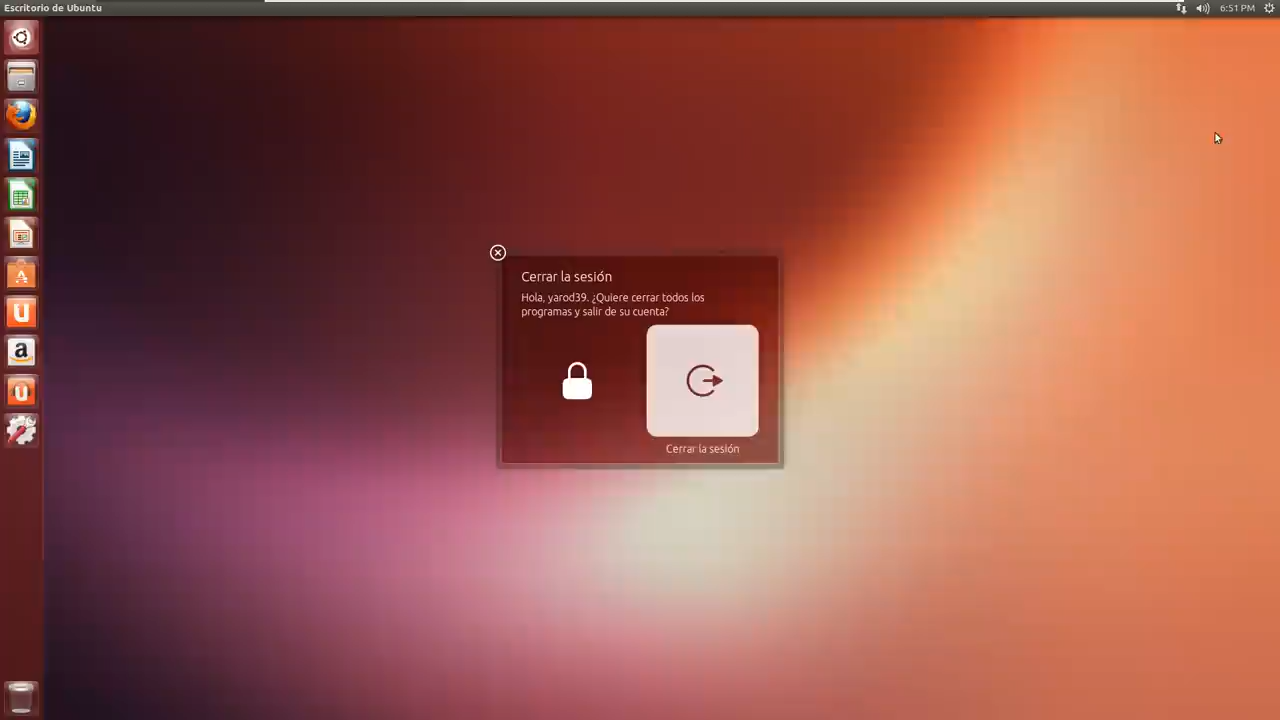 Escritorio de Ubuntu
6:51 PM
Cerrar la sesión
Hola, yarod39. ¿Quiere cerrar todos los
programas y salir de su cuenta?
Cerrar la sesión